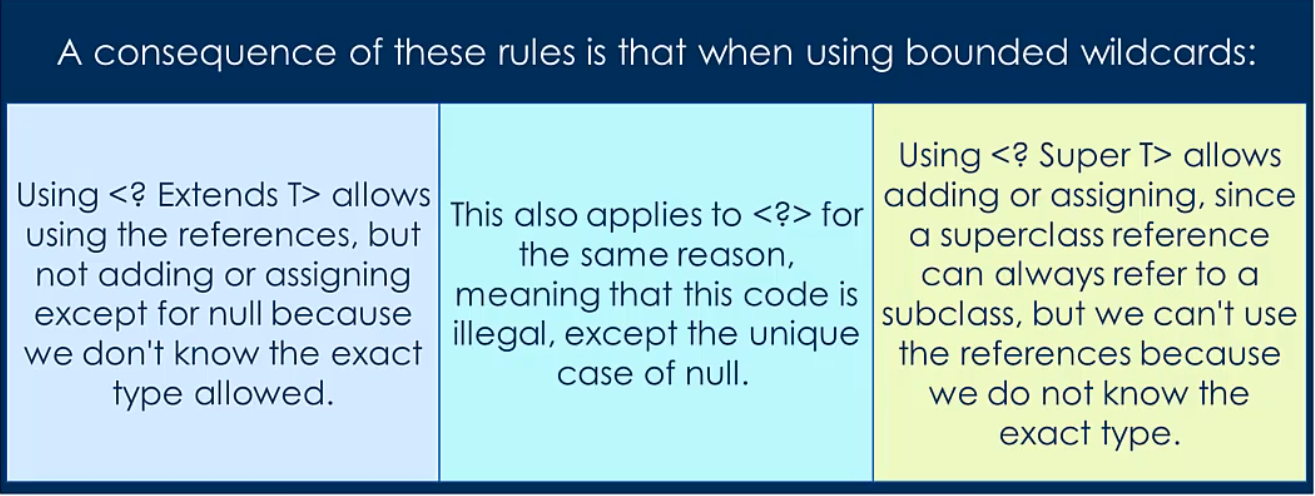 A consequence of these rules is that when using bounded wildcards:
Using <? Extends T> allows
using the references, but
not adding or assigning
except for null because
we don't know the exact
type allowed.
This also applies to <?> for
the same reason,
meaning that this code is
illegal, except the unique
case of null.
Using <? Super T> allows
adding or assigning, since
a superclass reference
can always refer to a
subclass, but we can't use
the references because
we do not know the
exact type.